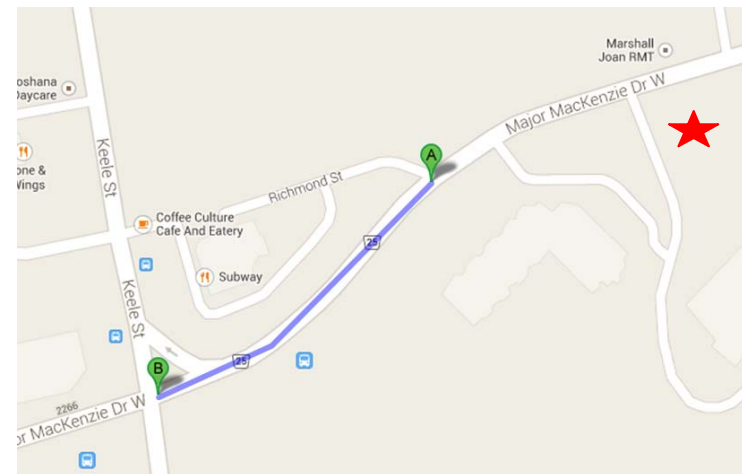 Marshall
Joan RMT
Major MacKenzie Dr W
oshana
Daycare
Keele St
A
one &
Wings
Richmond St
Coffee Culture
Cafe And Eatery
25
Subway
Keele St
25
B
2266
or MacKenzie Dr W